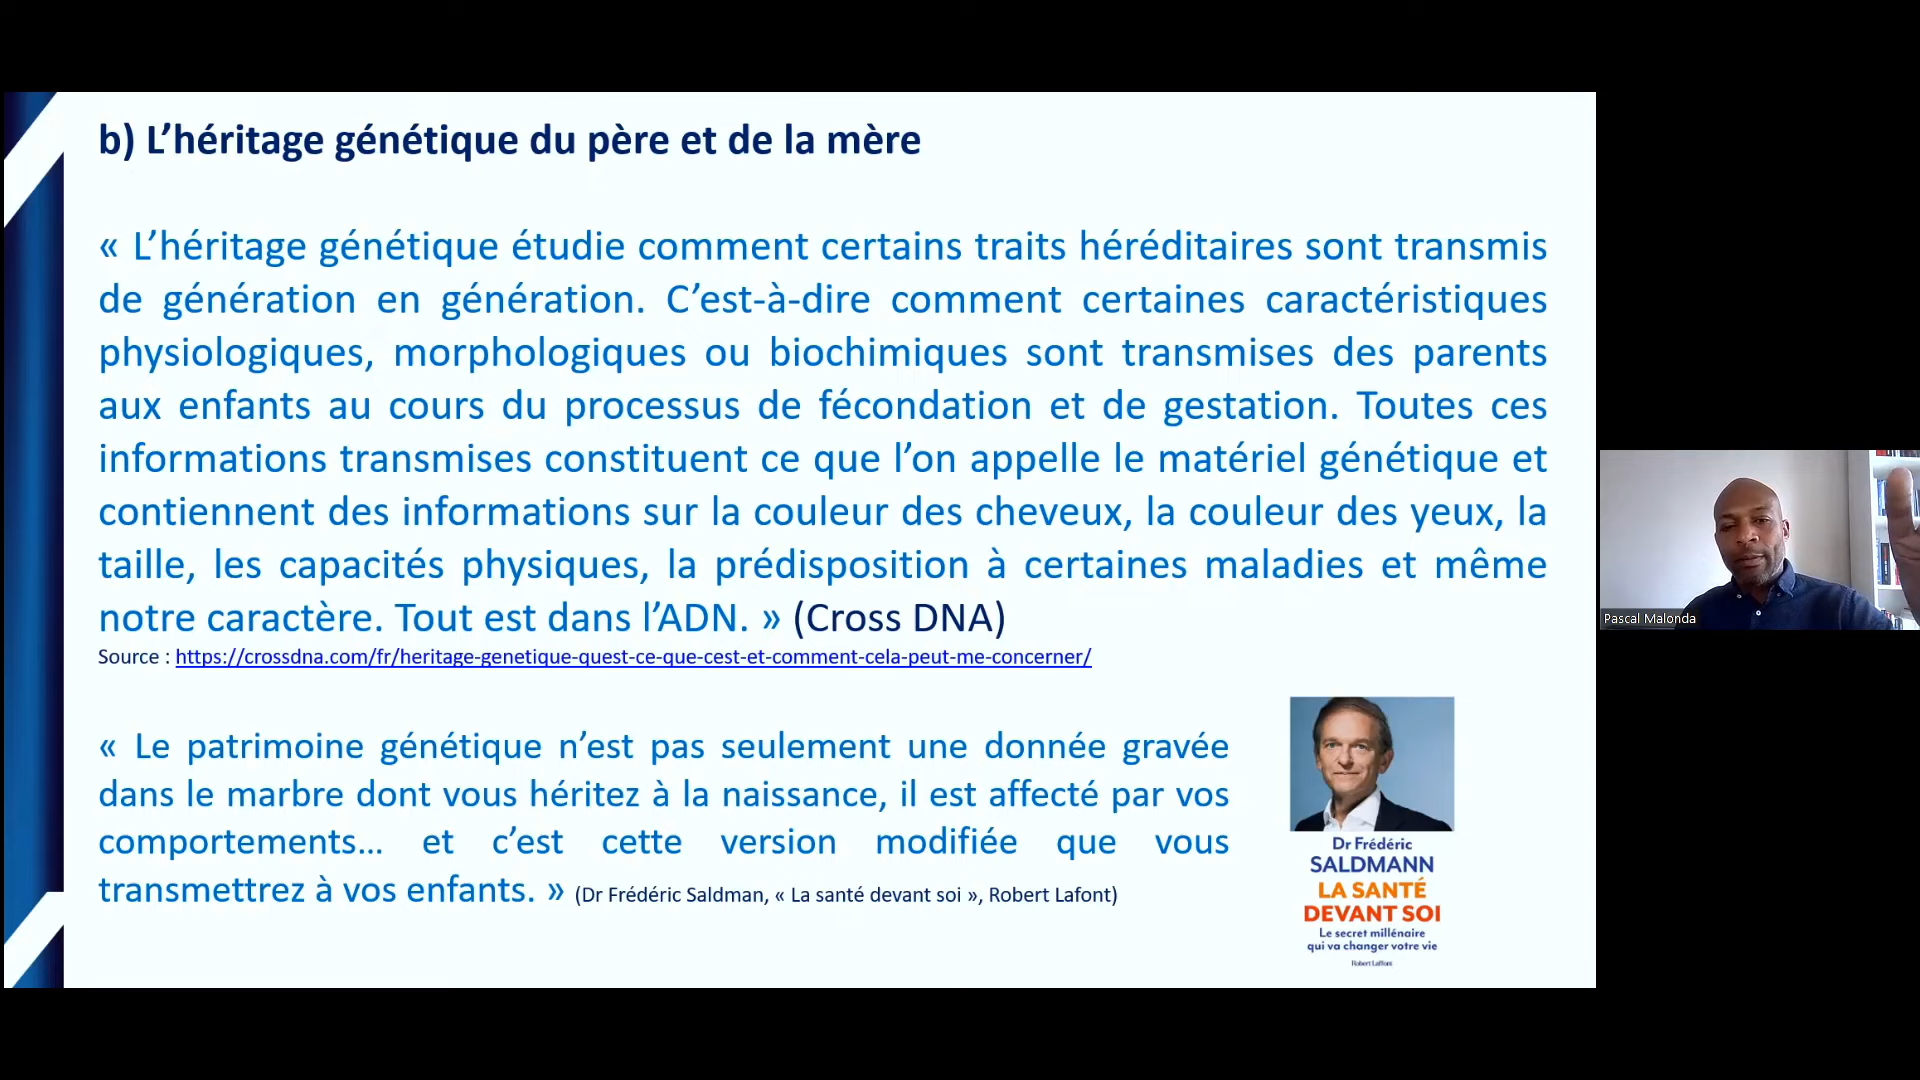 b) L’héritage génétique du père et de la mère
« L’héritage génétique étudie comment certains traits héréditaires sont transmis
de génération en génération. C’est-à-dire comment certaines caractéristiques
physiologiques, morphologiques ou biochimiques sont transmises des parents
aux enfants au cours du processus de fécondation et de gestation. Toutes ces
informations transmises constituent ce que l’on appelle le matériel génétique et
contiennent des informations sur la couleur des cheveux, la couleur des yeux, la
taille, les capacités physiques, la prédisposition à certaines maladies et même
notre caractère. Tout est dans l’ADN. » (Cross DNA)
Source : https://crossdna.com/fr/heritage-genetique-quest-ce-que-cest-et-comment-cela-peut-me-concerner/
« Le patrimoine génétique n’est pas seulement une donnée gravée
dans le marbre dont vous héritez à la naissance, il est affecté par vos
comportements… et c’est cette version modifiée que vous
transmettrez à vos enfants. » (Dr Frédéric Saldman, « La santé devant soi », Robert Lafont)
Dr Frédéric
SALDMANN
LA SANTÉ
DEVANT SOI
Le secret millénaire
qui va changer votre vie
Robert Laffont
Pascal Malonda